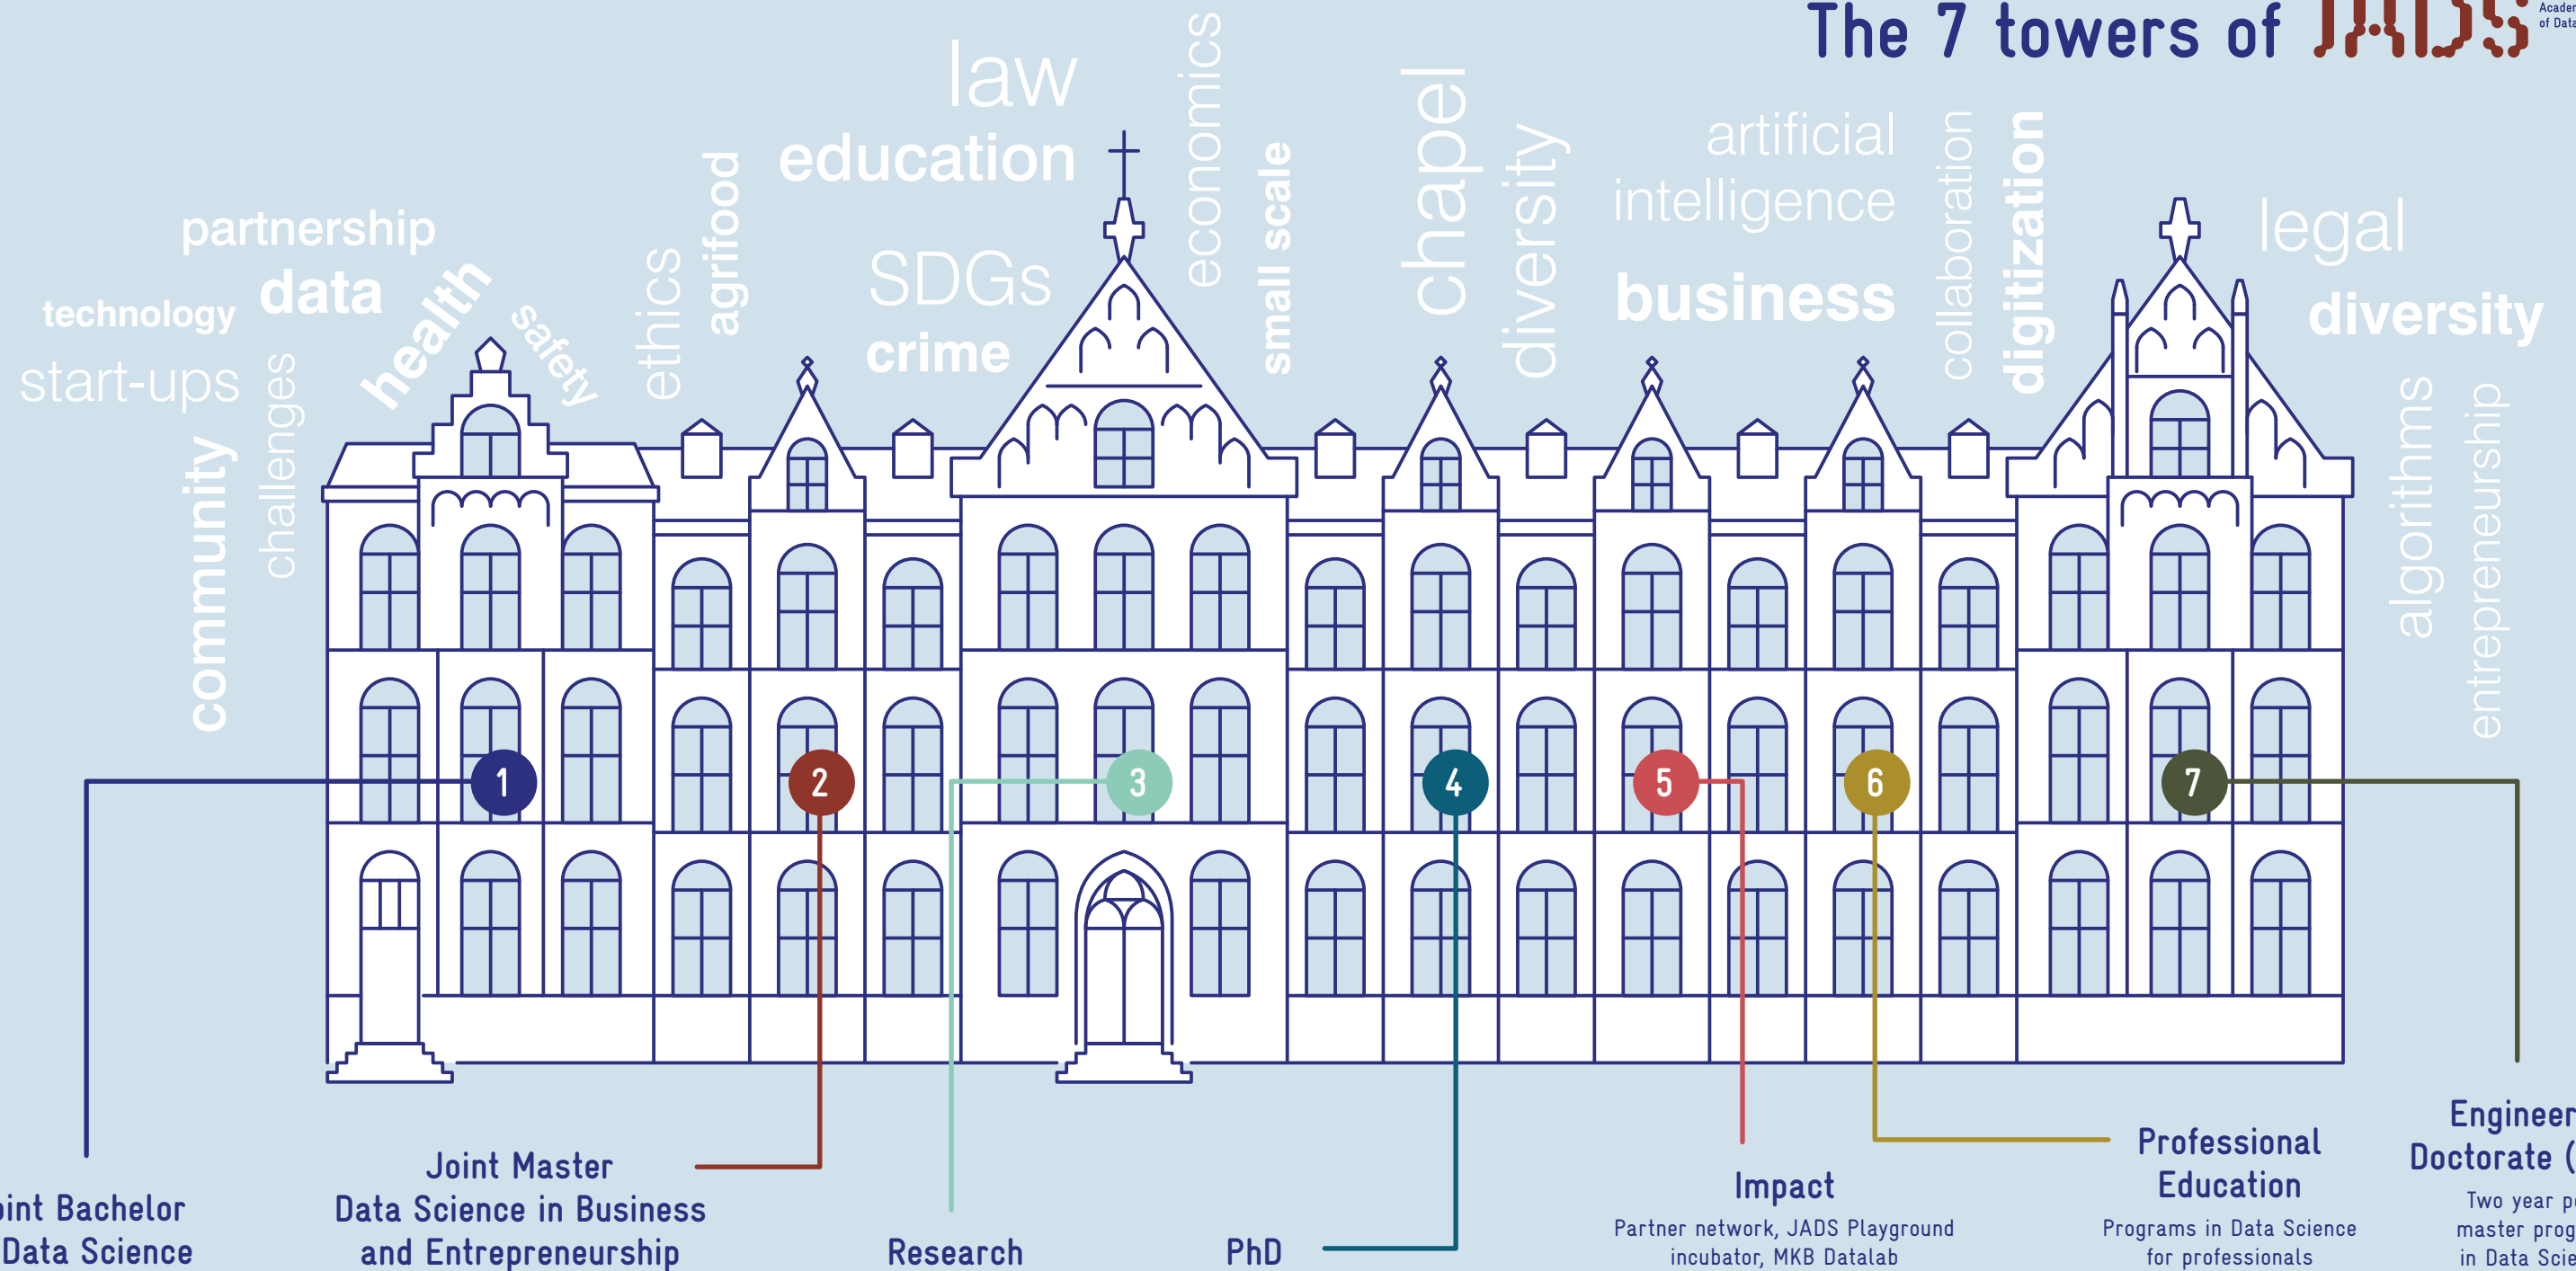 The 7 towers of JADS
of Data
law
education
economics
small scale
chapel
diversity
artificial
intelligence
business
collaboration
digitization
legal
diversity
partnership
data
technology
start-ups
health
safety
ethics
agrifood
SDGs
crime
community
challenges
algorithms
entrepreneurship
1
2
3
4
5
6
7
int Bachelor
Data Science
Joint Master
Data Science in Business
and Entrepreneurship
Research
PhD
Impact
Partner network, JADS Playground
incubator, MKB Datalab
Professional
Education
Programs in Data Science
for professionals
Engineer
Doctorate (
Two year po
master prog
in Data Scie